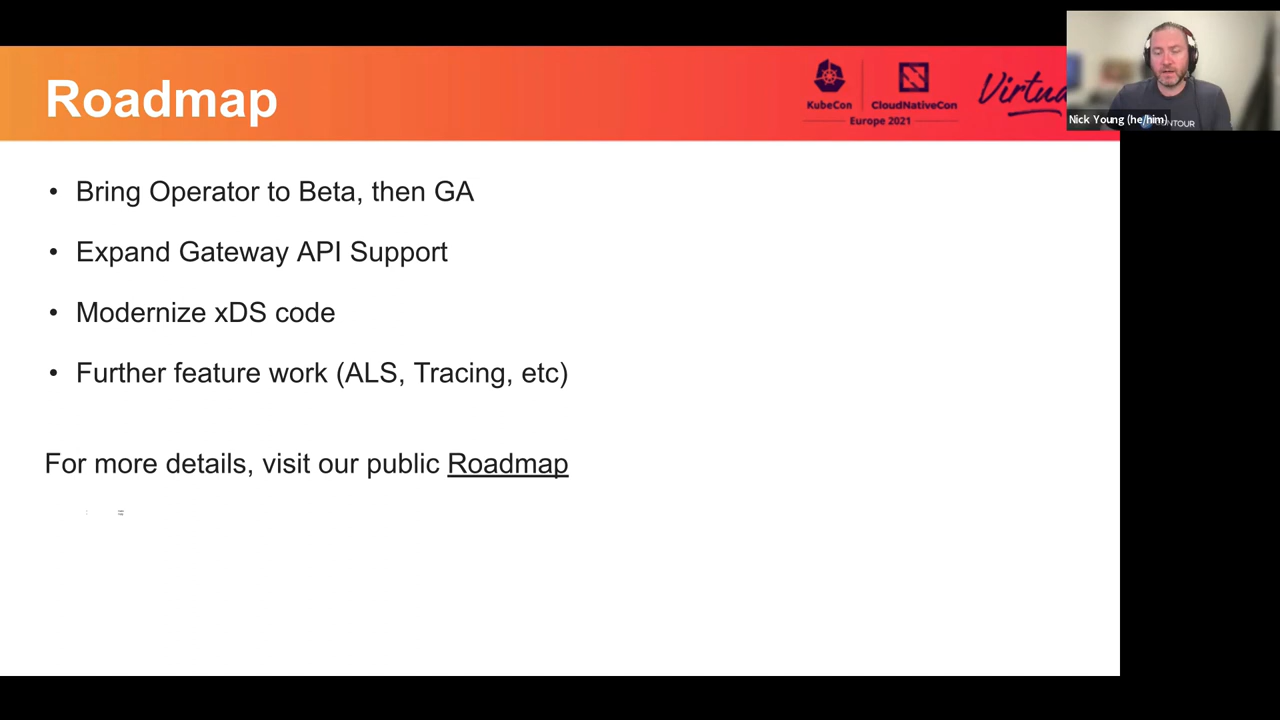 Roadmap
KubeCon
CloudNativeCon
Europe 2021
Nick Young (he/him)
• Bring Operator to Beta, then GA
• Expand Gateway API Support
• Modernize xDS code
• Further feature work (ALS, Tracing, etc)
For more details, visit our public Roadmap